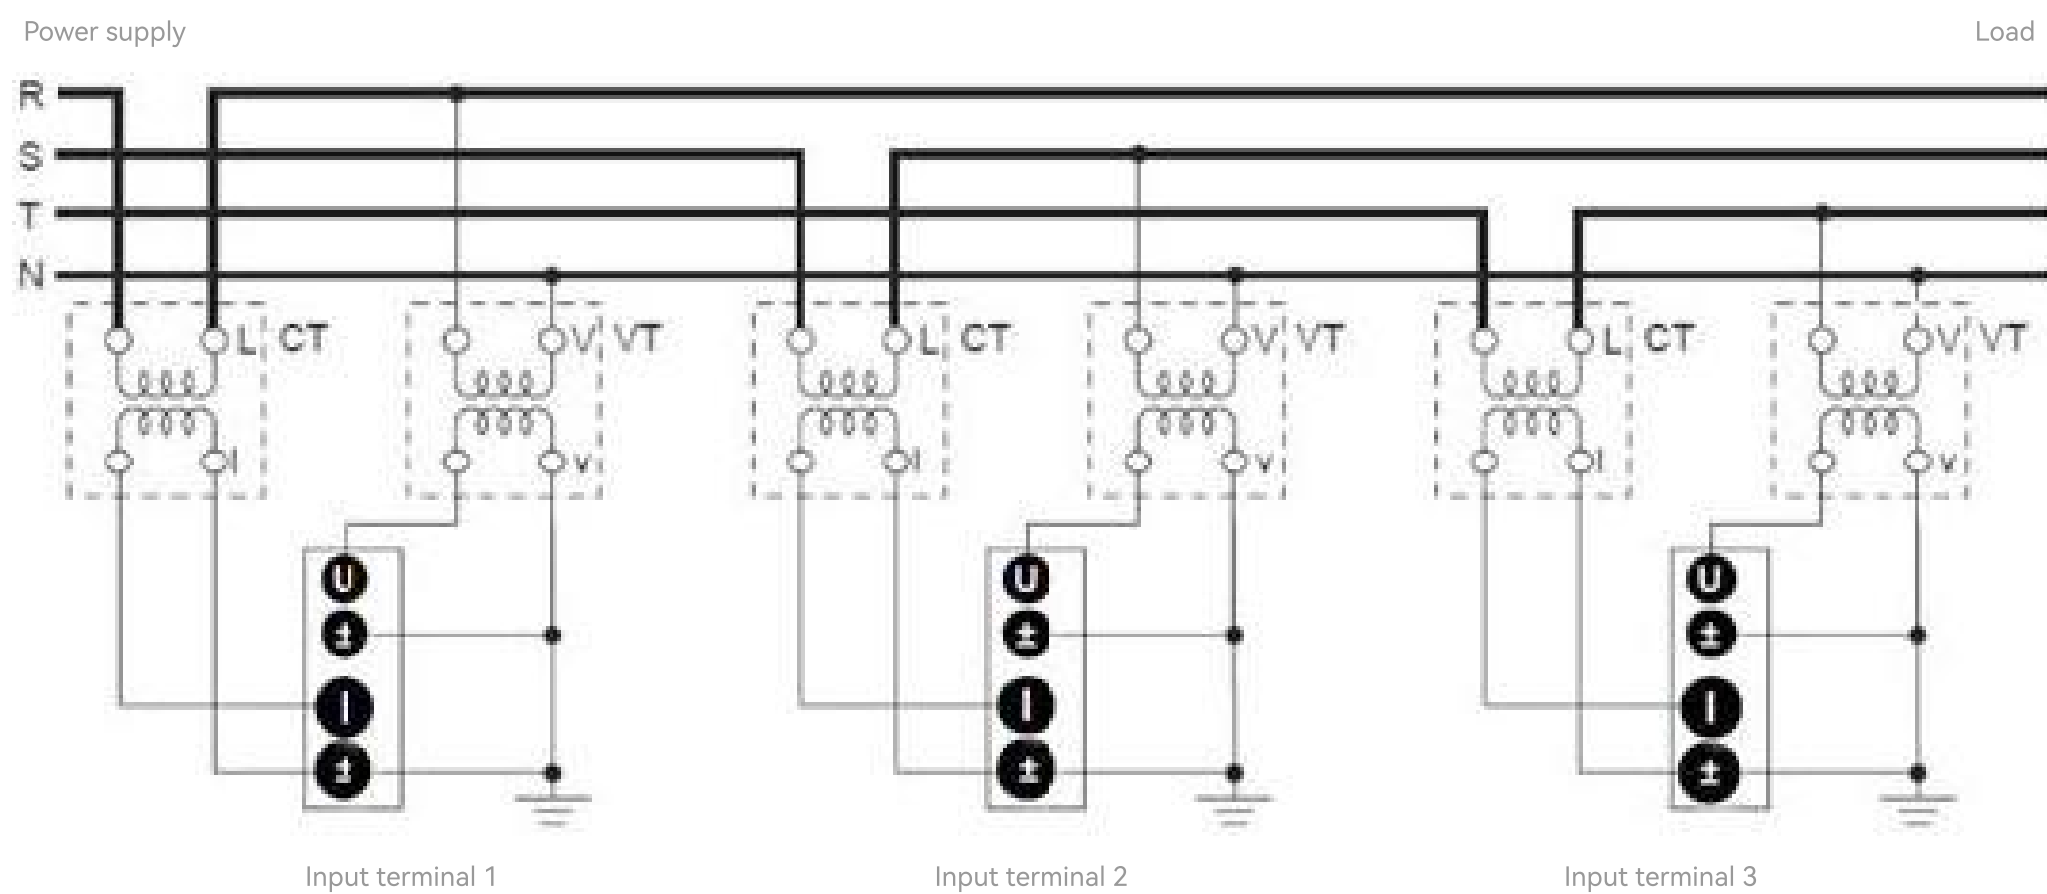 Power supply
Load
R
S
T
N
L CT V VT L CT V VT L CT V VT
l v l v l v
U U U
± ± ±
I I I
± ± ±
Input terminal 1
Input terminal 2
Input terminal 3